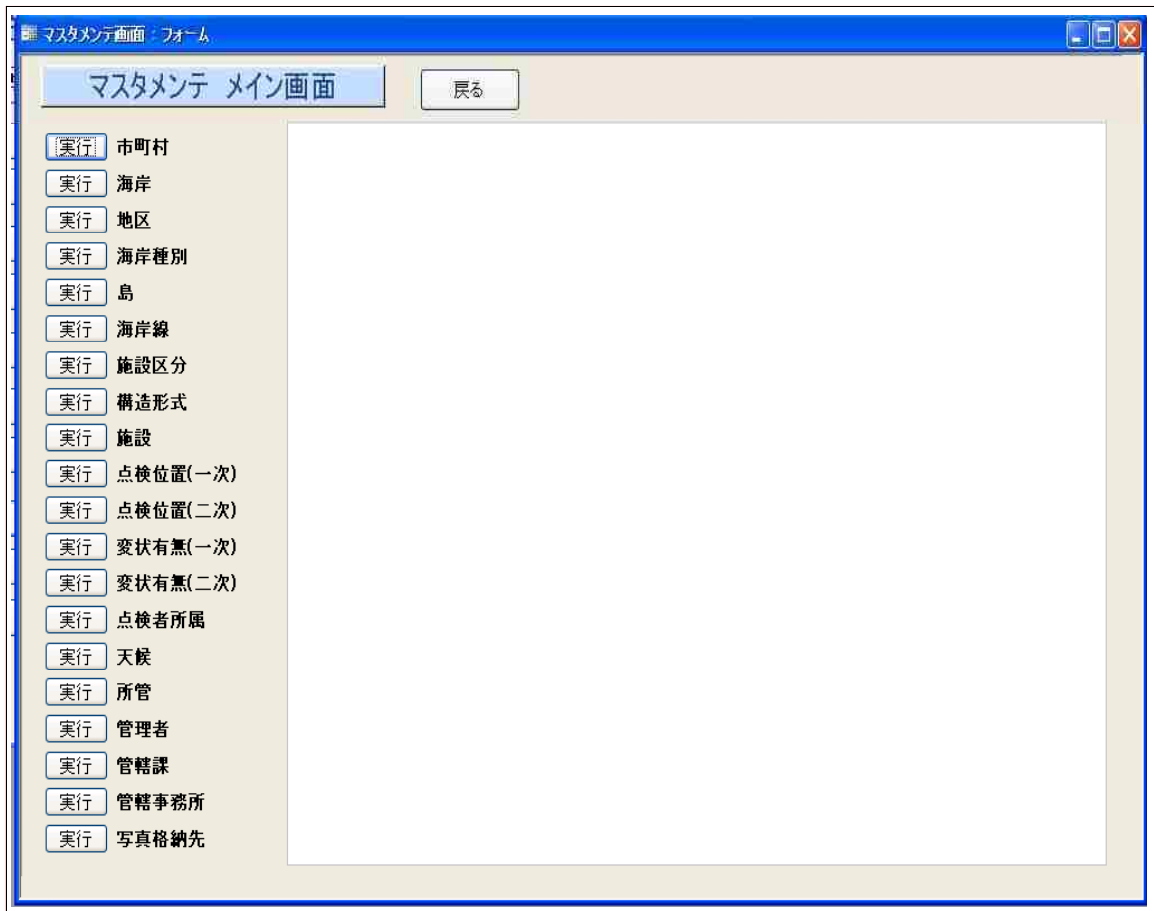 マスタメンテ画面 : フォーム
マスタメンテ メイン画面
戻る
実行 市町村
実行 海岸
実行 地区
実行 海岸種別
実行 島
実行 海岸線
実行 施設区分
実行 構造形式
実行 施設
実行 点検位置(一次)
実行 点検位置(二次)
実行 変状有無(一次)
実行 変状有無(二次)
実行 点検者所属
実行 天候
実行 所管
実行 管理者
実行 管轄課
実行 管轄事務所
実行 写真格納先